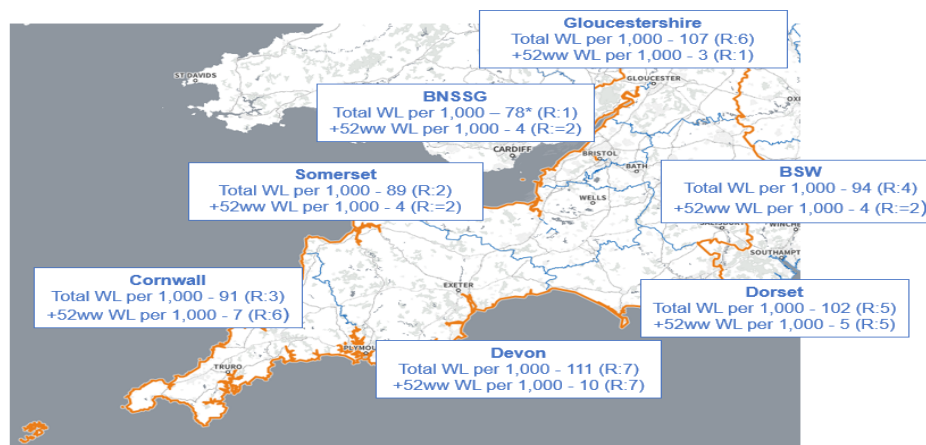 Gloucestershire
Total WL per 1,000 - 107 (R:6)
+52ww WL per 1,000 - 3 (R:1)
ST DAVIDS
GLOUCESTER
BNSSG
Total WL per 1,000 – 78* (R:1)
+52ww WL per 1,000 - 4 (R:=2)
CARDIFF
BRISTOL
BATH
Somerset
Total WL per 1,000 - 89 (R:2)
+52ww WL per 1,000 - 4 (R:=2)
BSW
Total WL per 1,000 - 94 (R:4)
+52ww WL per 1,000 - 4 (R:=2)
WELLS
SOUTHAMPT
Cornwall
Total WL per 1,000 - 91 (R:3)
+52ww WL per 1,000 - 7 (R:6)
EXETER
Dorset
Total WL per 1,000 - 102 (R:5)
+52ww WL per 1,000 - 5 (R:5)
PLYMOU
Devon
Total WL per 1,000 - 111 (R:7)
+52ww WL per 1,000 - 10 (R:7)
TRURO